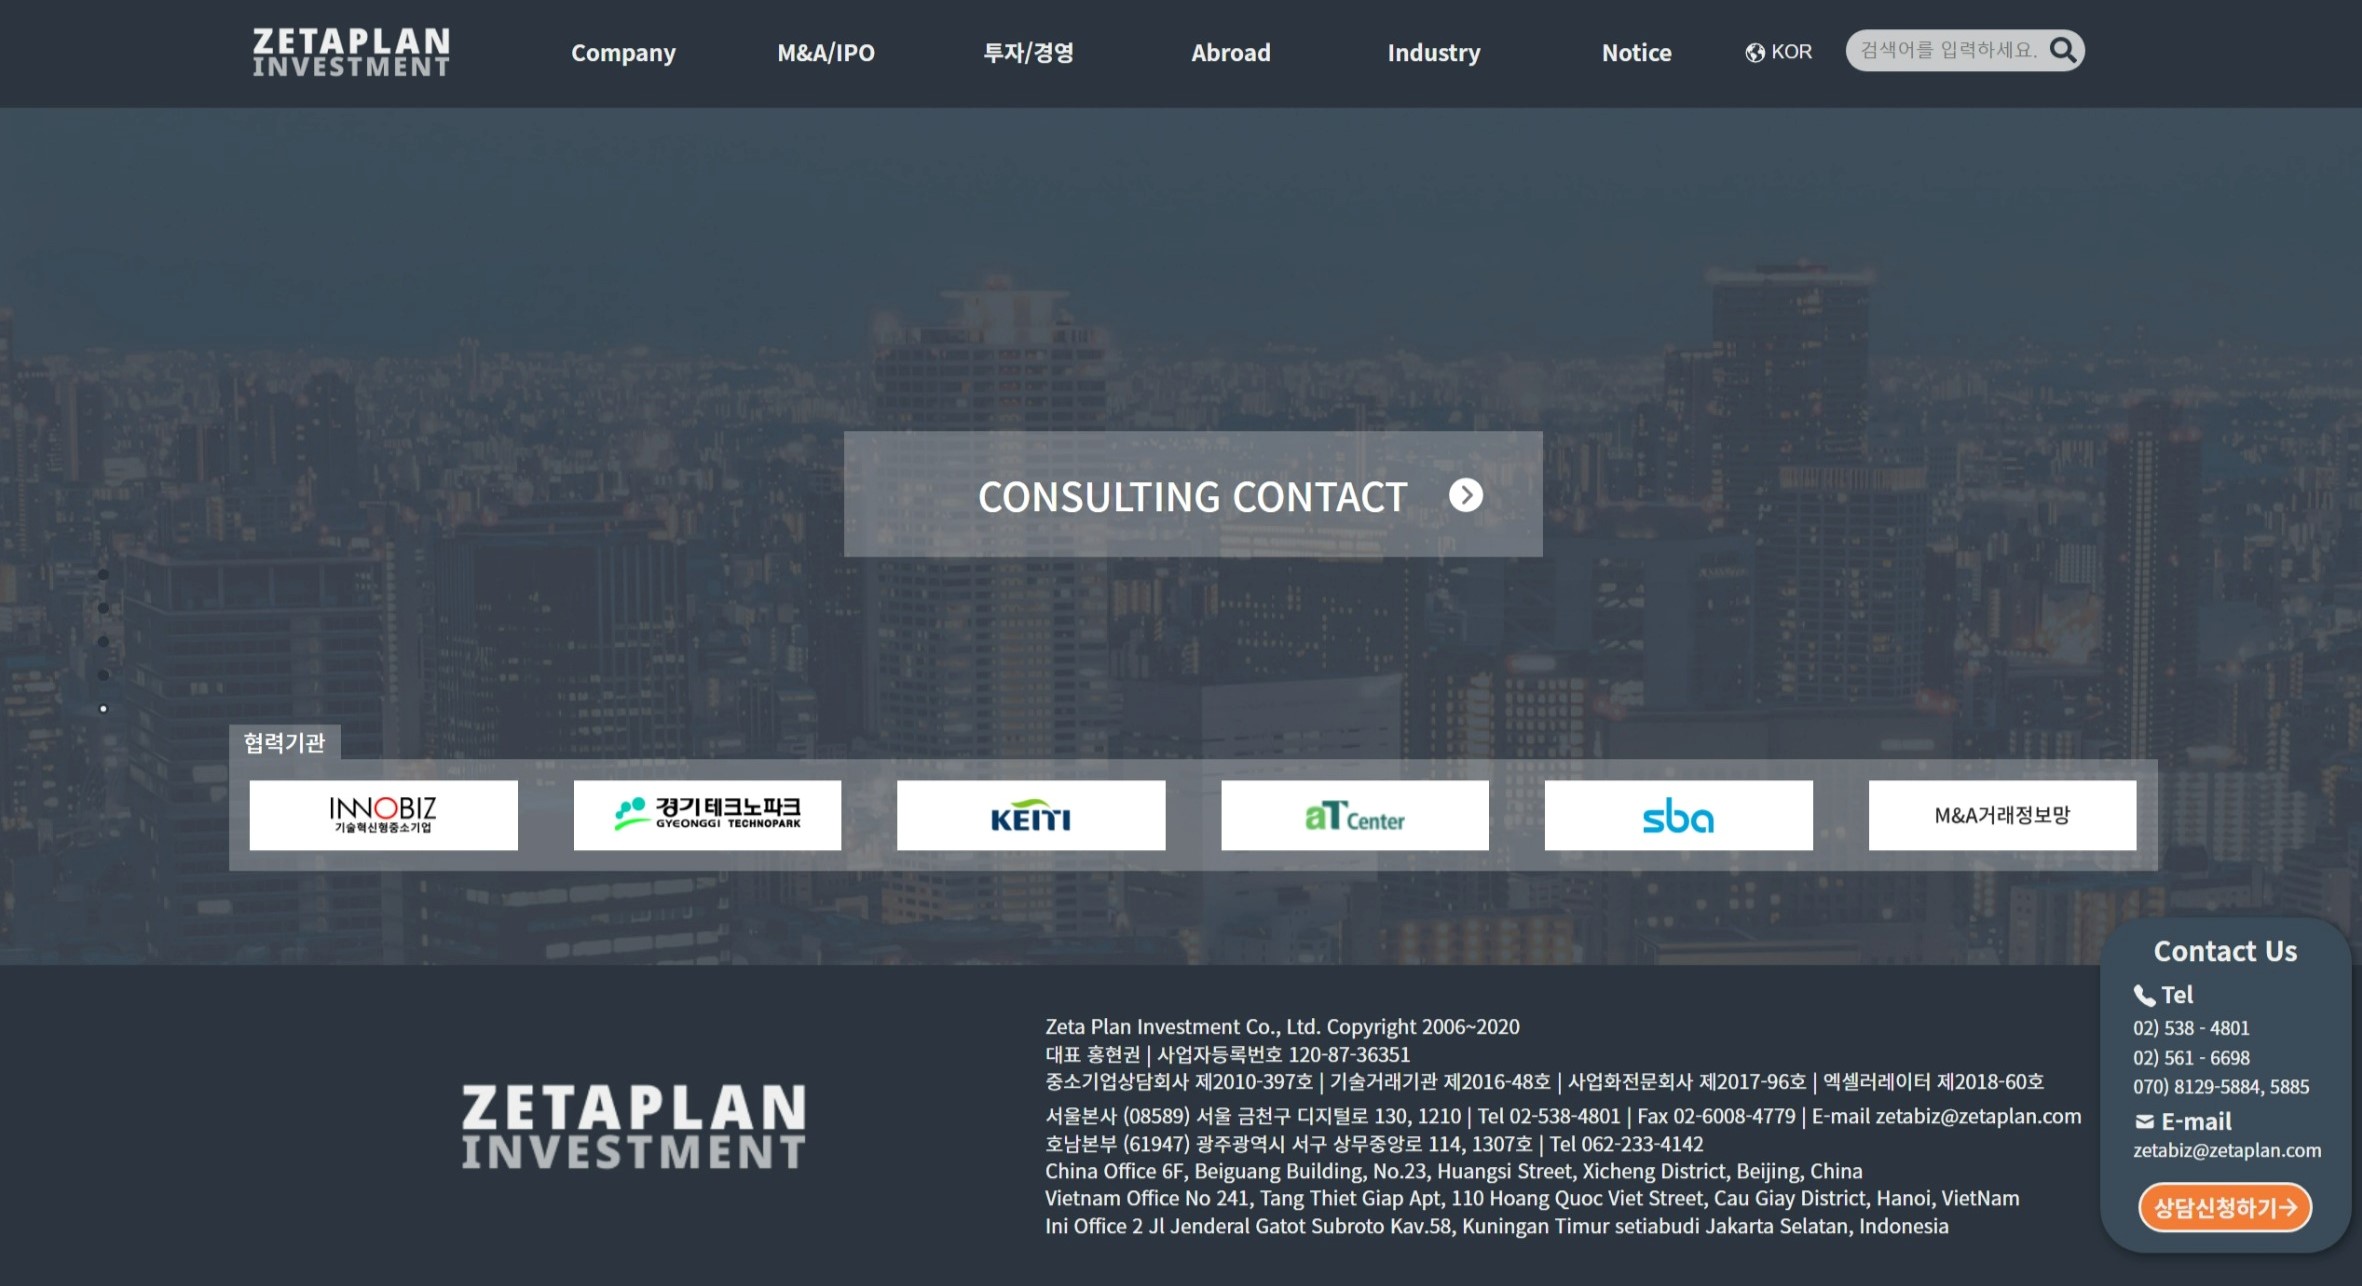 ZETAPLAN
INVESTMENT
Company
M&A/IPO
투자/경영
Abroad
Industry
Notice
KOR
검색어를 입력하세요.
CONSULTING CONTACT
협력기관
INNOBIZ
기술혁신형중소기업
경기테크노파크
GYEONGGI TECHNOPARK
KEITI
aT Center
sba
M&A거래정보망
ZETAPLAN
INVESTMENT
Zeta Plan Investment Co., Ltd. Copyright 2006~2020
대표 홍현권 | 사업자등록번호 120-87-36351
중소기업상담회사 제2010-397호 | 기술거래기관 제2016-48호 | 사업화전문회사 제2017-96호 | 엑셀러레이터 제2018-60호
서울본사 (08589) 서울 금천구 디지털로 130, 1210 | Tel 02-538-4801 | Fax 02-6008-4779 | E-mail zetabiz@zetaplan.com
호남본부 (61947) 광주광역시 서구 상무중앙로 114, 1307호 | Tel 062-233-4142
China Office 6F, Beiguang Building, No.23, Huangsi Street, Xicheng District, Beijing, China
Vietnam Office No 241, Tang Thiet Giap Apt, 110 Hoang Quoc Viet Street, Cau Giay District, Hanoi, VietNam
Ini Office 2 Jl Jenderal Gatot Subroto Kav.58, Kuningan Timur setiabudi Jakarta Selatan, Indonesia
Contact Us
Tel
02) 538 - 4801
02) 561 - 6698
070) 8129-5884, 5885
E-mail
zetabiz@zetaplan.com
상담신청하기→